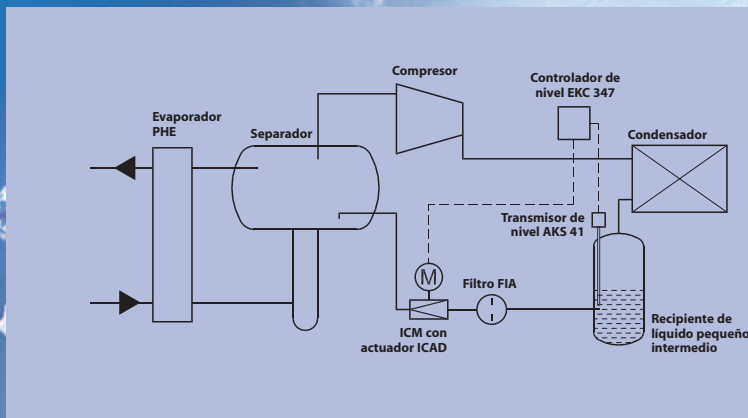 Compresor
Controlador de
nivel EKC 347
Evaporador
PHE
Separador
Condensador
Transmisor de
nivel AKS 41
M
Filtro FIA
ICM con
actuador ICAD
Recipiente de
líquido pequeño
intermedio